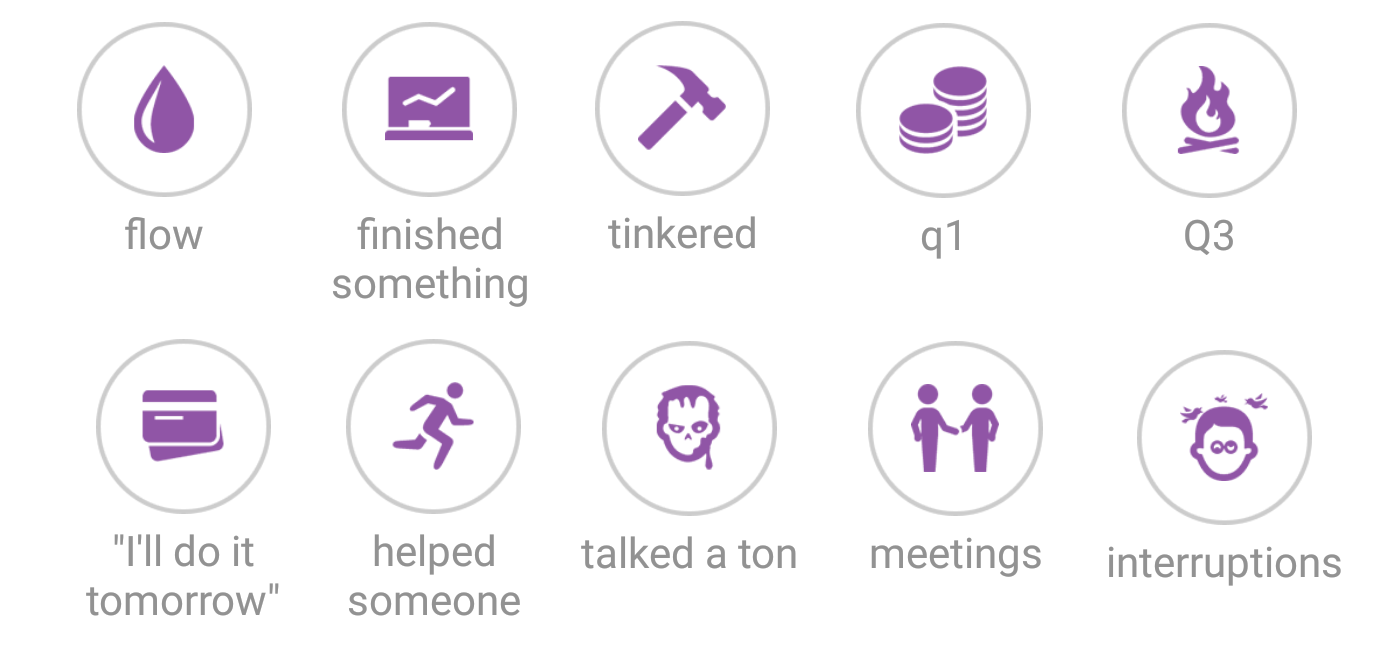 flow
finished
something
tinkered
q1
Q3
"I'll do it
tomorrow"
helped
someone
talked a ton
meetings
interruptions